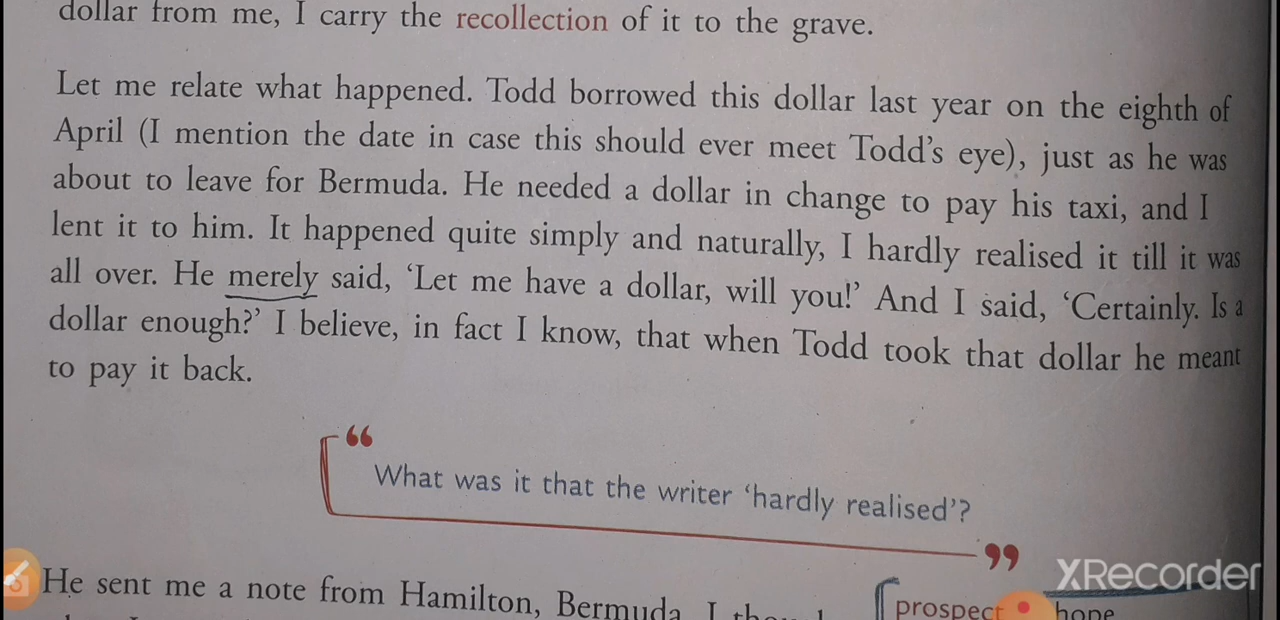 dollar from me, I carry the recollection of it to the grave.
Let me relate what happened. Todd borrowed this dollar last year on the eighth of
April (I mention the date in case this should ever meet Todd's eye), just as he was
about to leave for Bermuda. He needed a dollar in change to pay his taxi, and I
lent it to him. It happened quite simply and naturally, I hardly realised it till it was
all over. He merely said, 'Let me have a dollar, will you!' And I said, 'Certainly. Is a
dollar enough?' I believe, in fact I know, that when Todd took that dollar he meant
to pay it back.
“
What was it that the writer 'hardly realised'?
”
He sent me a note from Hamilton, Bermuda. I
prospect hope
XRecorder